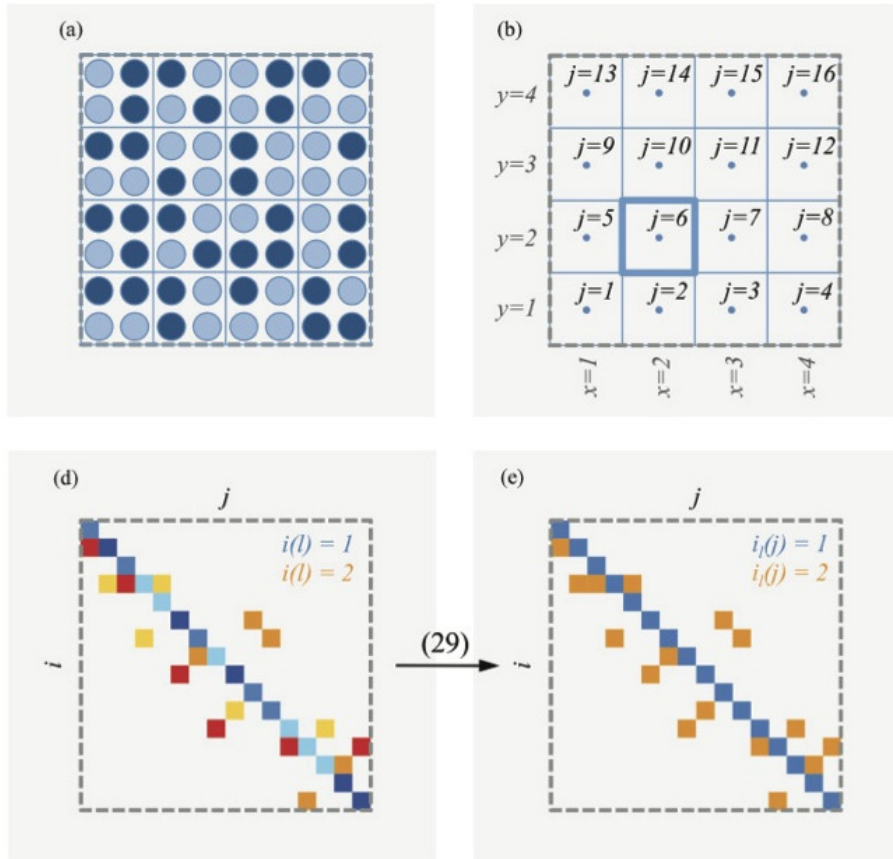 (a)
(b)
y=4
j=13 j=14 j=15 j=16
y=3
j=9 j=10 j=11 j=12
y=2
j=5 j=6 j=7 j=8
y=1
j=1 j=2 j=3 j=4
x=1 x=2 x=3 x=4
(d)
j
i(l) = 1
i(l) = 2
i
(29)
(e)
j
i_l(j) = 1
i_l(j) = 2
i